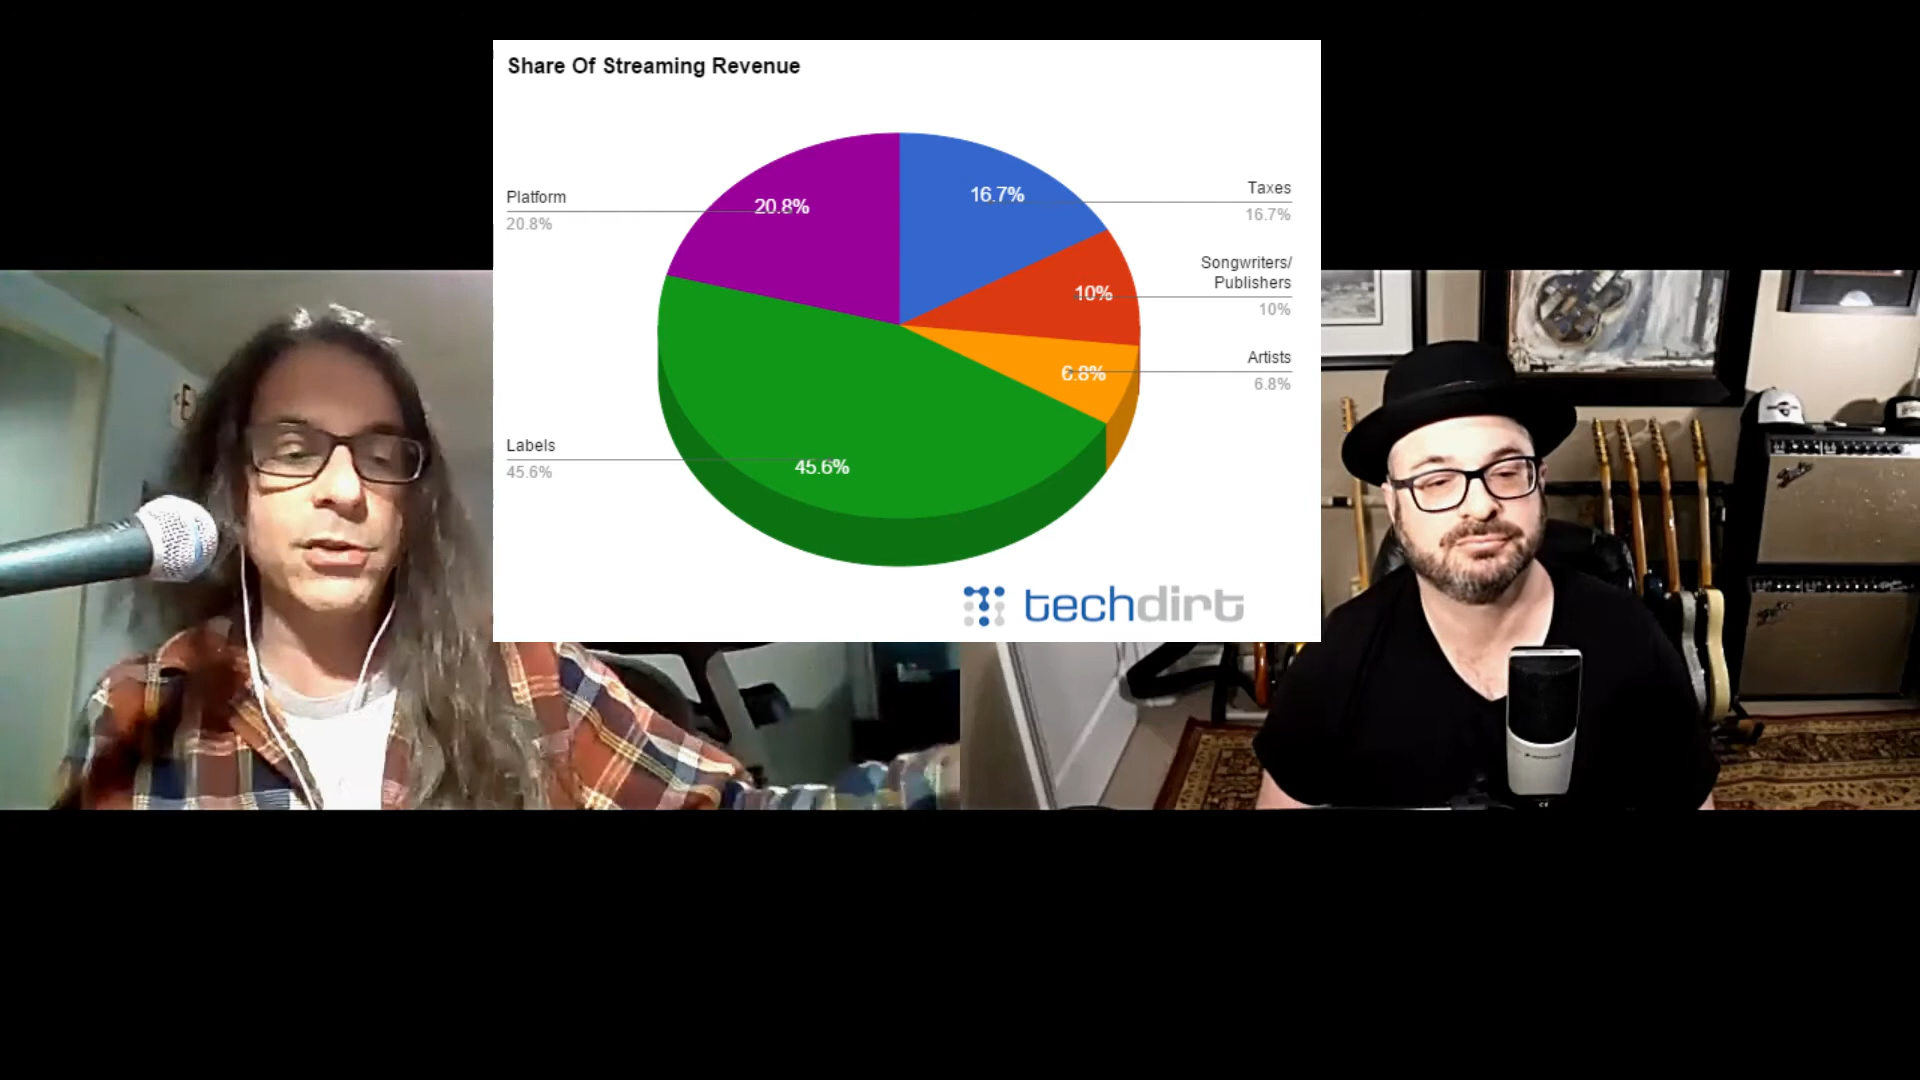 Share Of Streaming Revenue
Platform
20.8%
20.8%
16.7%
Taxes
16.7%
Songwriters/
Publishers
10%
10%
Artists
6.8%
6.8%
Labels
45.6%
45.6%
techdirt
Fender